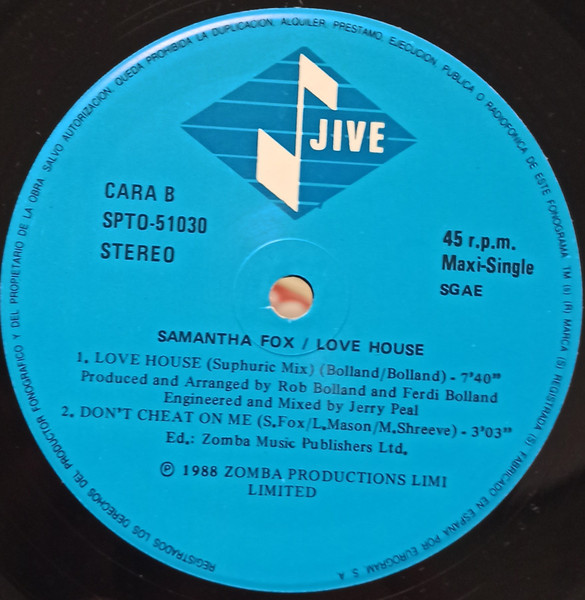 REGISTRADOS LOS DERECHOS DEL PRODUCTOR FONOGRAFICO Y DEL PROPIETARIO DE LA OBRA. SALVO AUTORIZACION, QUEDA PROHIBIDA LA DUPLICACION, ALQUILER, PRESTAMO, EJECUCION, PUBLICA O RADIOFONICA DE ESTE FONOGRAMA TM (S) (R) MARCA (S) REGISTRADA (S) FABRICADO EN ESPAÑA POR EUROGRAM, S. A.
JIVE
CARA B
SPTO-51030
STEREO
45 r.p.m.
Maxi-Single
SGAE
SAMANTHA FOX / LOVE HOUSE
1. LOVE HOUSE (Suphuric Mix) (Bolland/Bolland) - 7'40"
Produced and Arranged by Rob Bolland and Ferdi Bolland
Engineered and Mixed by Jerry Peal
2. DON'T CHEAT ON ME (S.Fox/L.Mason/M.Shreeve) - 3'03"
Ed.: Zomba Music Publishers Ltd.
℗ 1988 ZOMBA PRODUCTIONS LIMI
LIMITED